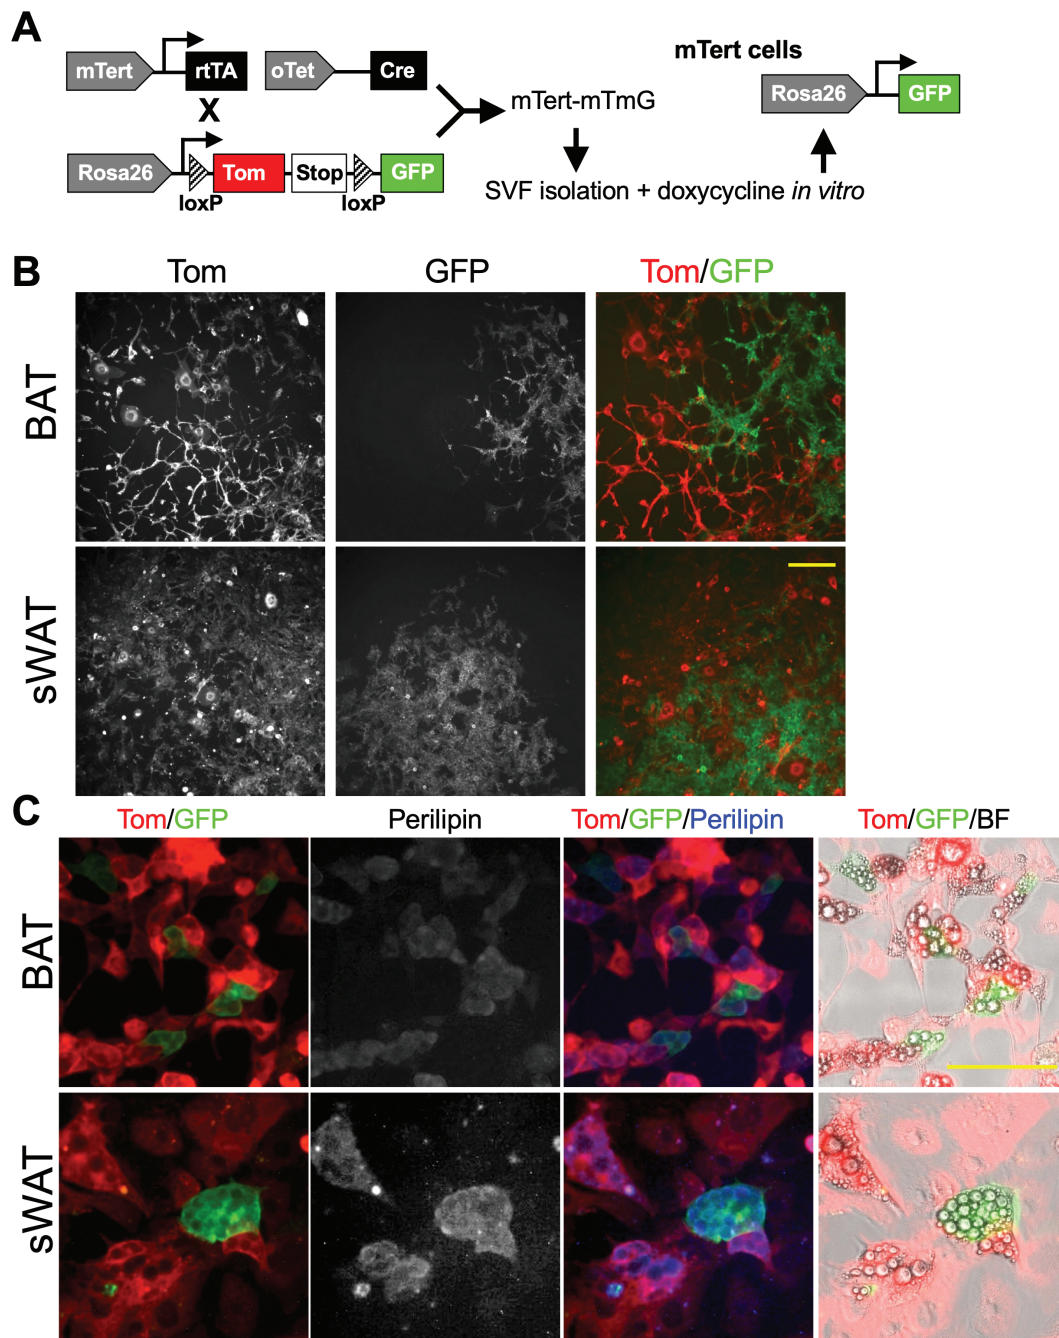 A
mTert rtTA oTet Cre
X
Rosa26 Tom Stop GFP
loxP loxP
mTert-mTmG
SVF isolation + doxycycline in vitro
mTert cells
Rosa26 GFP
B
Tom GFP Tom/GFP
BAT
sWAT
C
Tom/GFP Perilipin Tom/GFP/Perilipin Tom/GFP/BF
BAT
sWAT